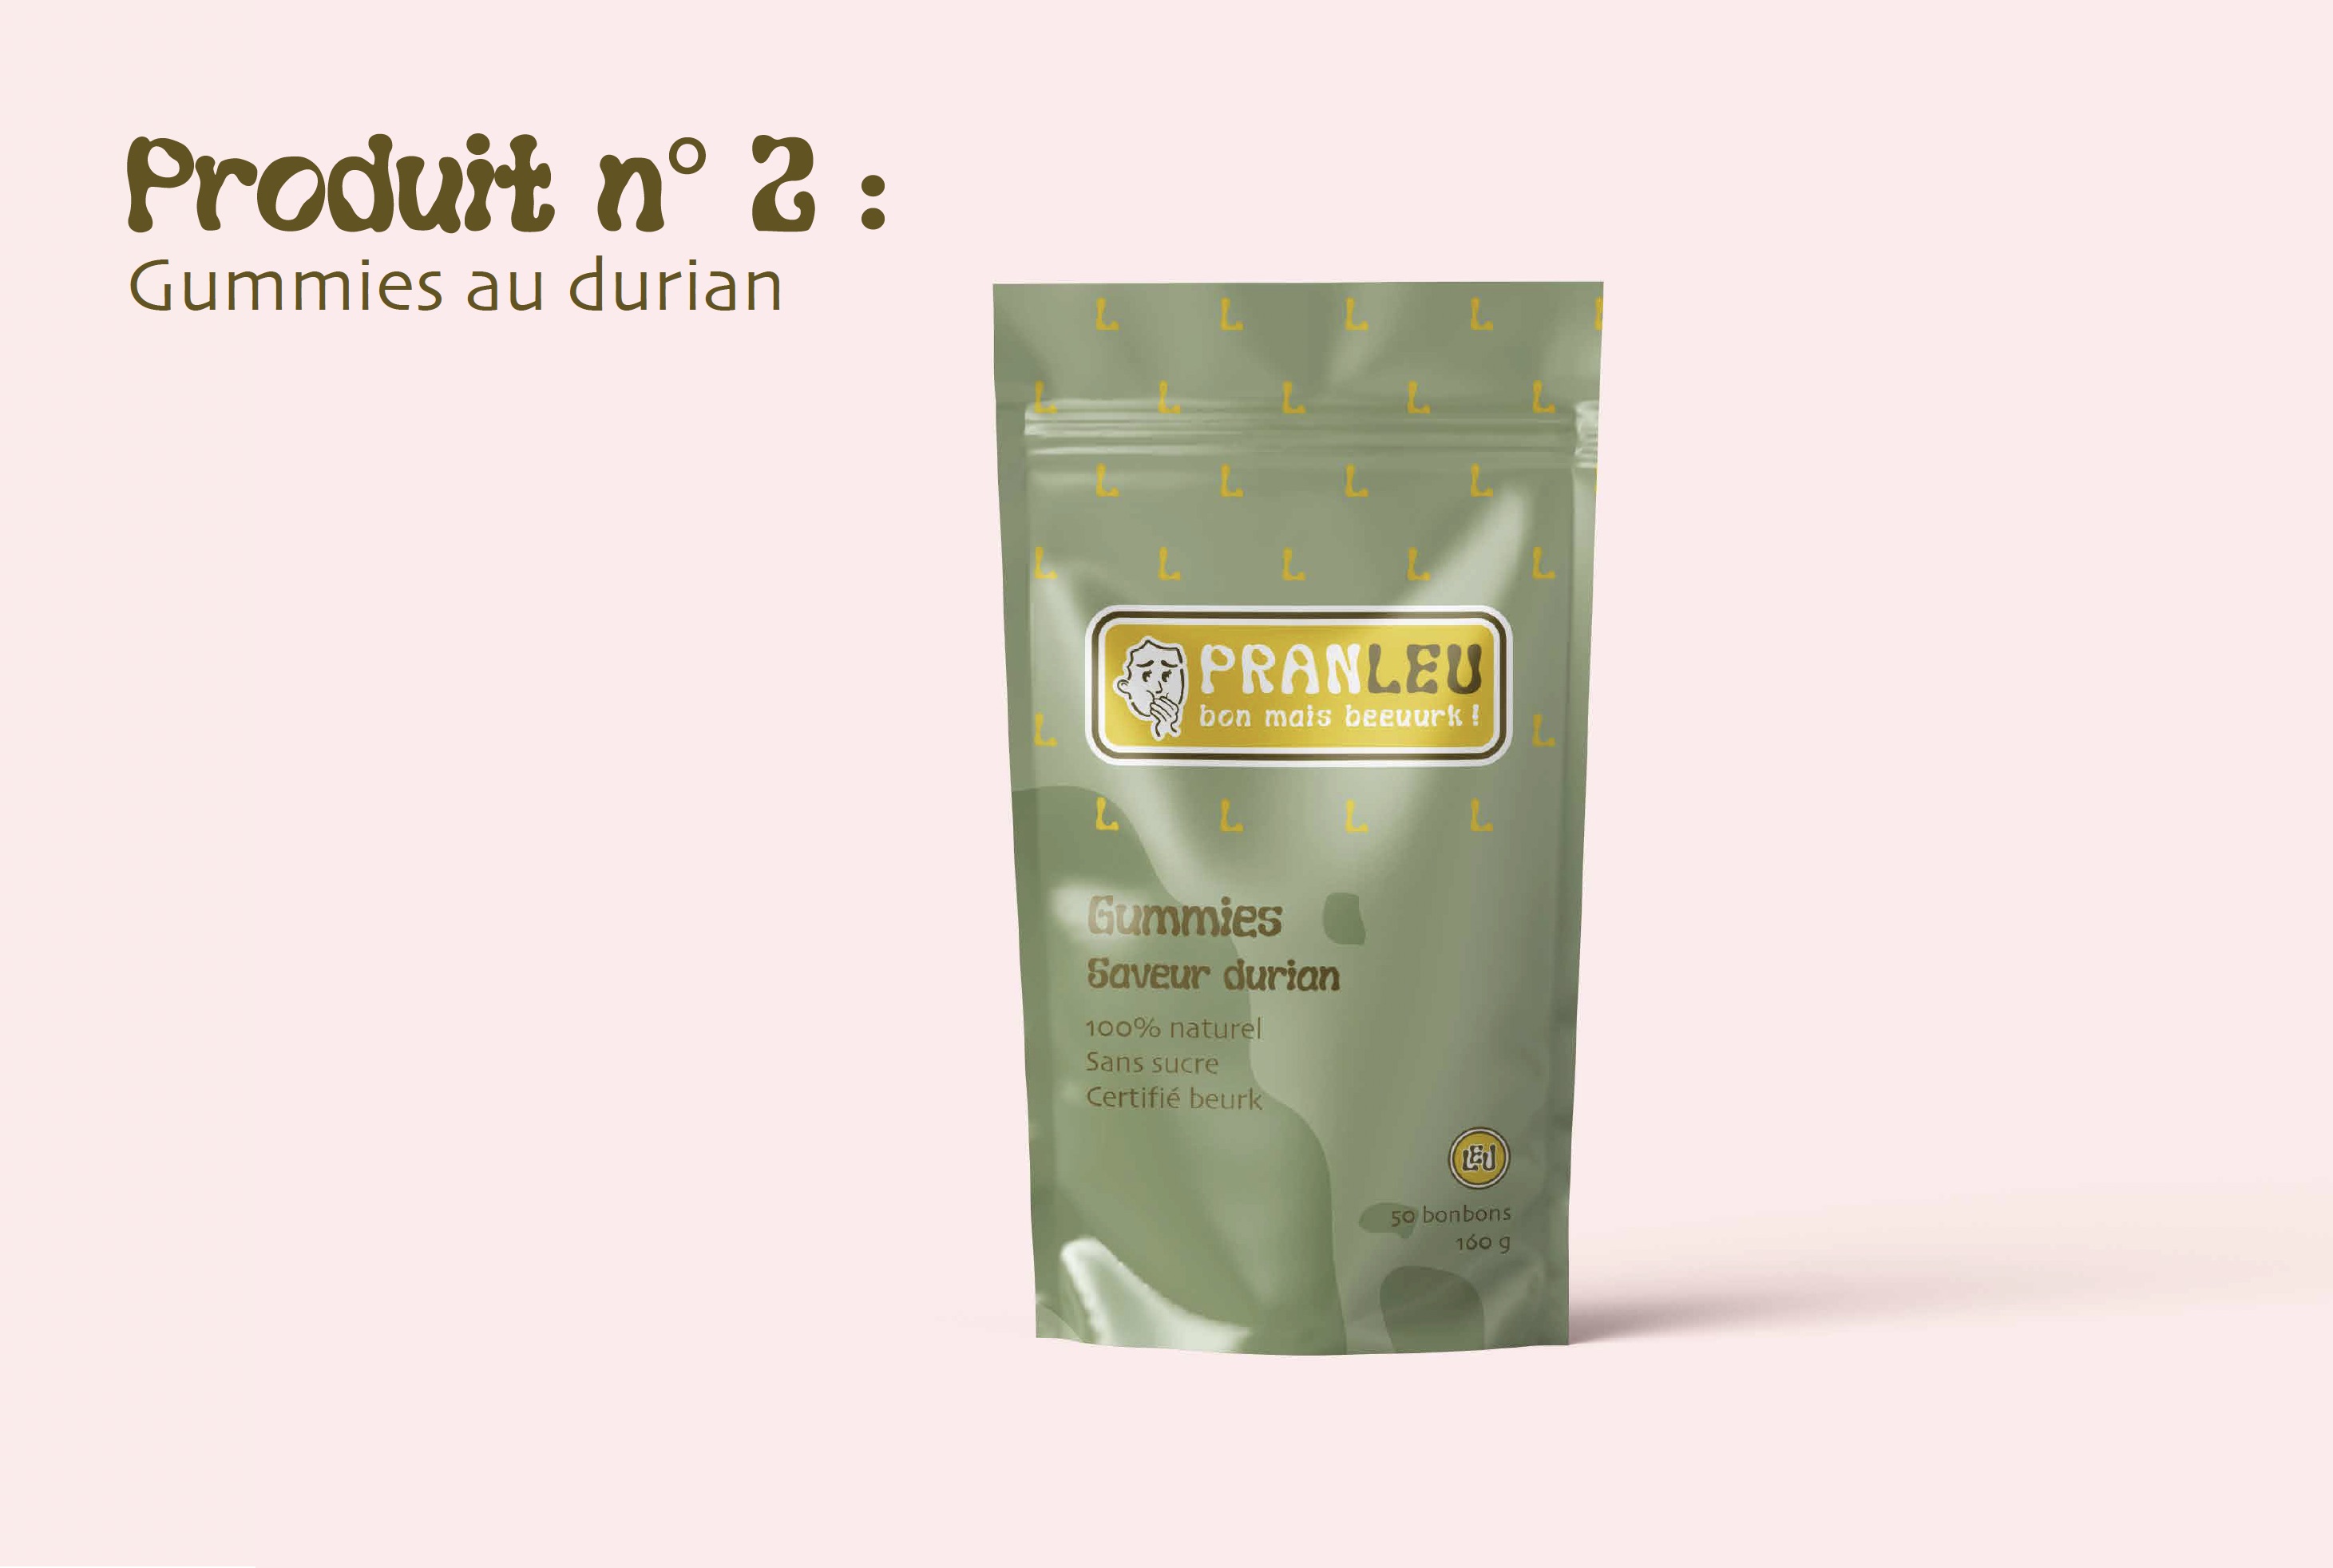 Produit n° 2 :
Gummies au durian
L L L L L
L L L L L
L L L L
L L L L L
PRANLEU
bon mais beeuurk !
L L
L L L L
Gummies
Saveur durian
100% naturel
Sans sucre
Certifié beurk
LEU
50 bonbons
160 g